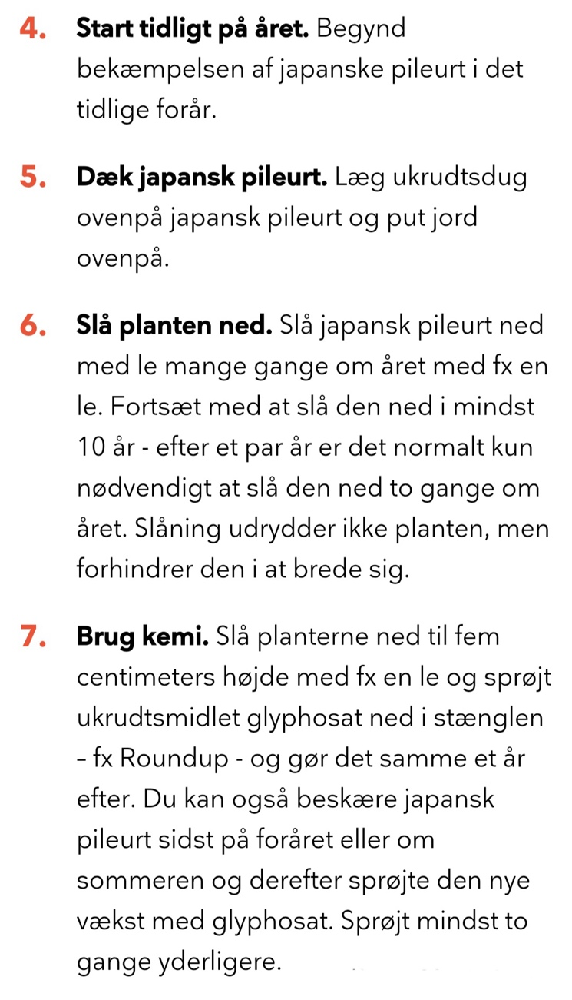 4. Start tidligt på året. Begynd
bekæmpelsen af japanske pileurt i det
tidlige forår.
5. Dæk japansk pileurt. Læg ukrudtsdug
ovenpå japansk pileurt og put jord
ovenpå.
6. Slå planten ned. Slå japansk pileurt ned
med le mange gange om året med fx en
le. Fortsæt med at slå den ned i mindst
10 år - efter et par år er det normalt kun
nødvendigt at slå den ned to gange om
året. Slåning udrydder ikke planten, men
forhindrer den i at brede sig.
7. Brug kemi. Slå planterne ned til fem
centimeters højde med fx en le og sprøjt
ukrudtsmidlet glyphosat ned i stænglen
– fx Roundup - og gør det samme et år
efter. Du kan også beskære japansk
pileurt sidst på foråret eller om
sommeren og derefter sprøjte den nye
vækst med glyphosat. Sprøjt mindst to
gange yderligere.